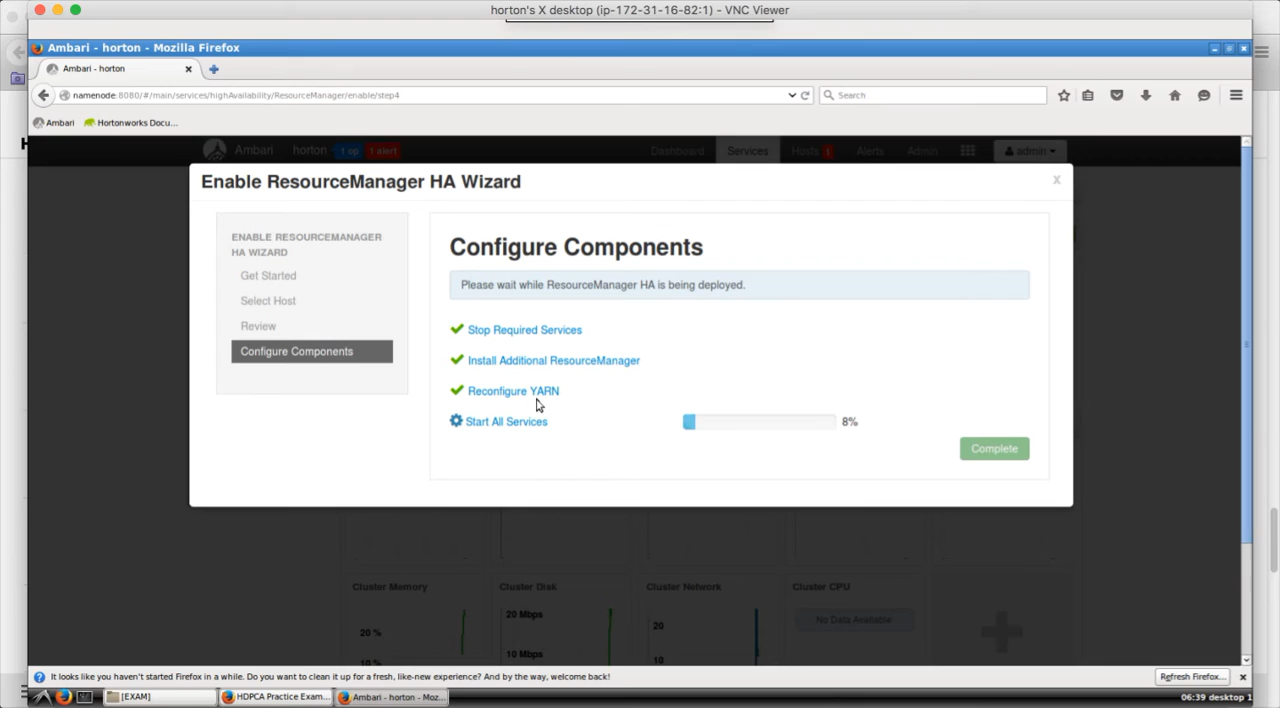 horton's X desktop (ip-172-31-16-82:1) - VNC Viewer
Ambari - horton - Mozilla Firefox
Ambari - horton
namenode:8080/#/main/services/highAvailability/ResourceManager/enable/step4
Search
Ambari
Hortonworks Docu...
Ambari horton 1 op 1 alert Dashboard Services Hosts 1 Alerts Admin admin
Enable ResourceManager HA Wizard
x
ENABLE RESOURCEMANAGER
HA WIZARD
Get Started
Select Host
Review
Configure Components
Configure Components
Please wait while ResourceManager HA is being deployed.
Stop Required Services
Install Additional ResourceManager
Reconfigure YARN
Start All Services
8%
Complete
Cluster Memory
20 %
10 %
Cluster Disk
20 Mbps
10 Mbps
Cluster Network
20
10
Cluster CPU
No Data Available
It looks like you haven't started Firefox in a while. Do you want to clean it up for a fresh, like-new experience? And by the way, welcome back!
Refresh Firefox...
[EXAM]
HDPCA Practice Exam...
Ambari - horton - Moz...
06:39 desktop 1